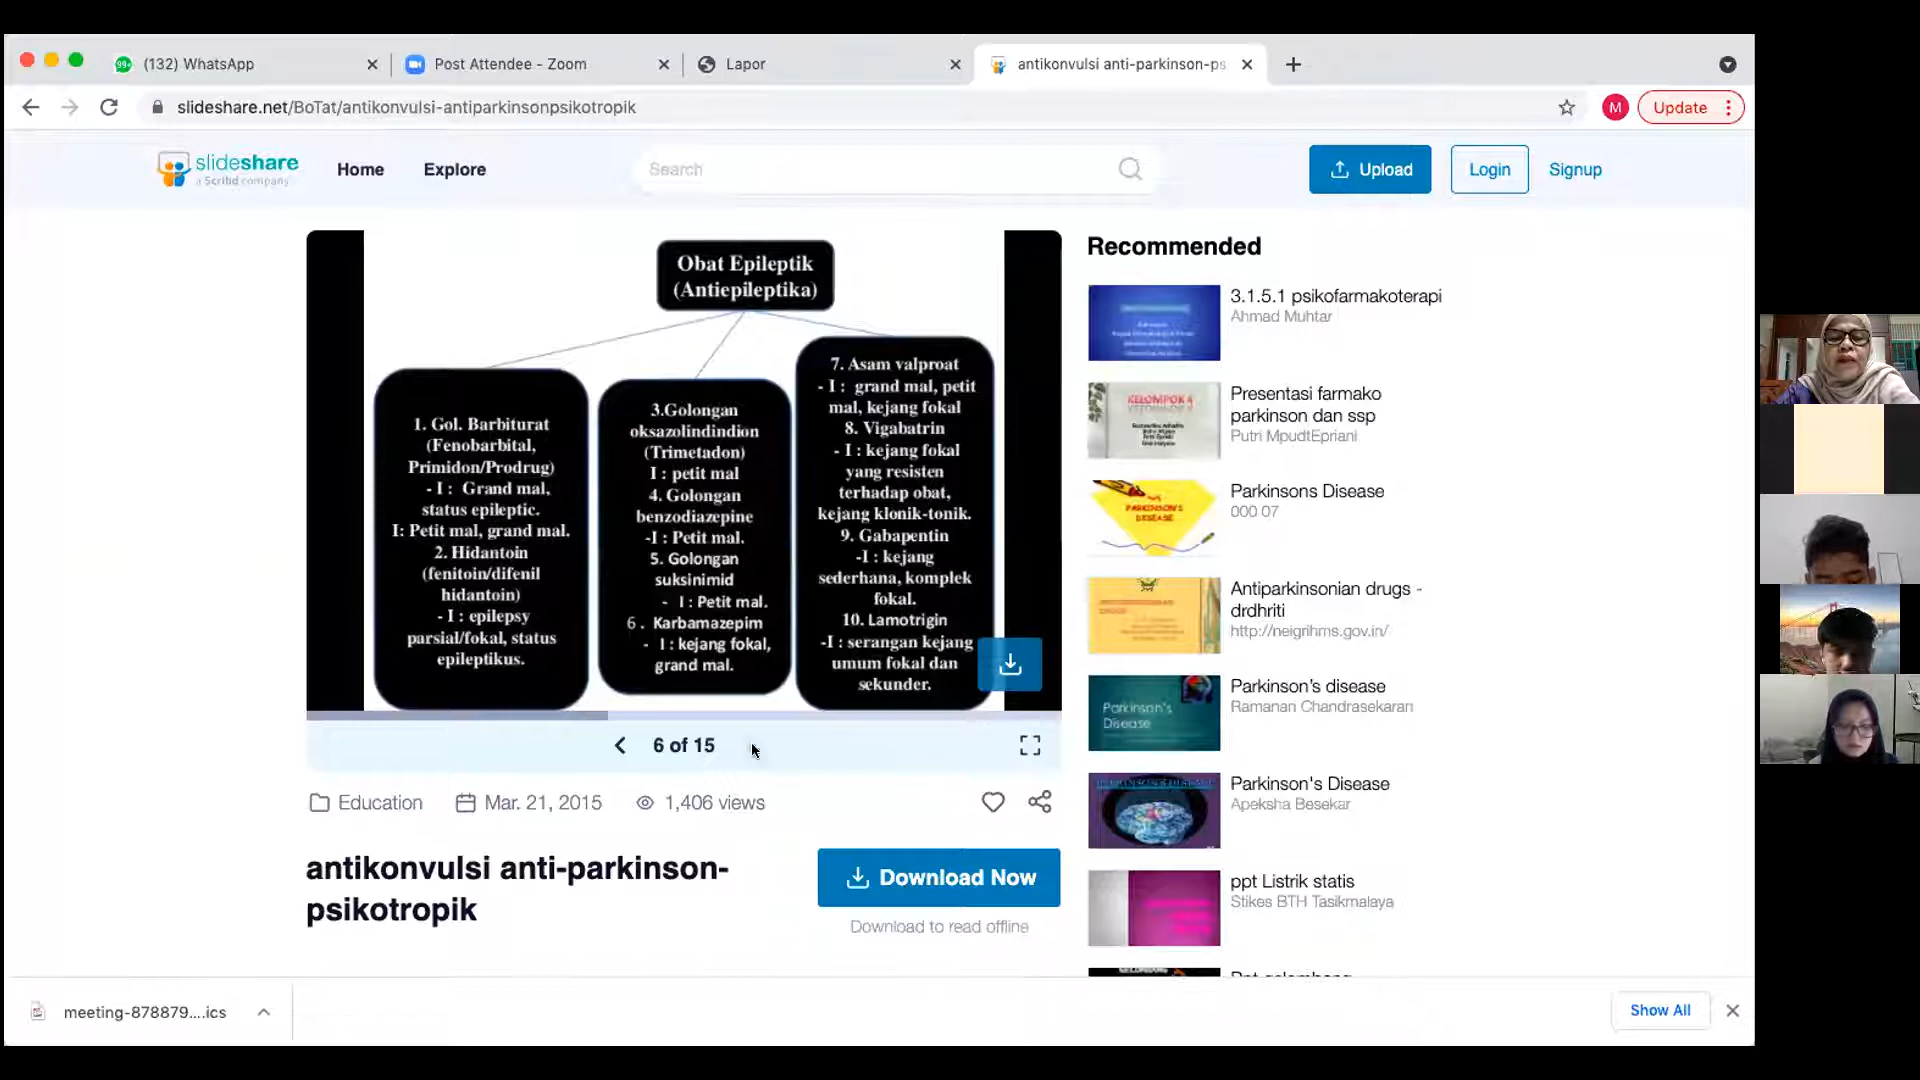 (132) WhatsApp
Post Attendee - Zoom
Lapor
antikonvulsi anti-parkinson-ps
slideshare.net/BoTat/antikonvulsi-antiparkinsonpsikotropik
M
Update
slideshare
a Scribd company
Home
Explore
Search
Upload
Login
Signup
Obat Epileptik
(Antiepileptika)
1. Gol. Barbiturat
(Fenobarbital,
Primidon/Prodrug)
- I : Grand mal,
status epileptic.
I: Petit mal, grand mal.
2. Hidantoin
(fenitoin/difenil
hidantoin)
- I : epilepsy
parsial/fokal, status
epileptikus.
3.Golongan
oksazolindindion
(Trimetadon)
I : petit mal
4. Golongan
benzodiazepine
-I : Petit mal.
5. Golongan
suksinimid
- I : Petit mal.
6 . Karbamazepim
- I : kejang fokal,
grand mal.
7. Asam valproat
- I : grand mal, petit
mal, kejang fokal
8. Vigabatrin
- I : kejang fokal
yang resisten
terhadap obat,
kejang klonik-tonik.
9. Gabapentin
-I : kejang
sederhana, komplek
fokal.
10. Lamotrigin
-I : serangan kejang
umum fokal dan
sekunder.
6 of 15
Education
Mar. 21, 2015
1,406 views
antikonvulsi anti-parkinson-
psikotropik
Download Now
Download to read offline
Recommended
3.1.5.1 psikofarmakoterapi
Ahmad Muhtar
KELOMPOK 4
Presentasi farmako
parkinson dan ssp
Putri MpudtEpriani
PARKINSON'S
DISEASE
Parkinsons Disease
000 07
Antiparkinsonian drugs -
drdhriti
http://neigrihms.gov.in/
Parkinson's
Disease
Parkinson's disease
Ramanan Chandrasekaran
Parkinson's Disease
Apeksha Besekar
ppt Listrik statis
Stikes BTH Tasikmalaya
meeting-878879....ics
Show All